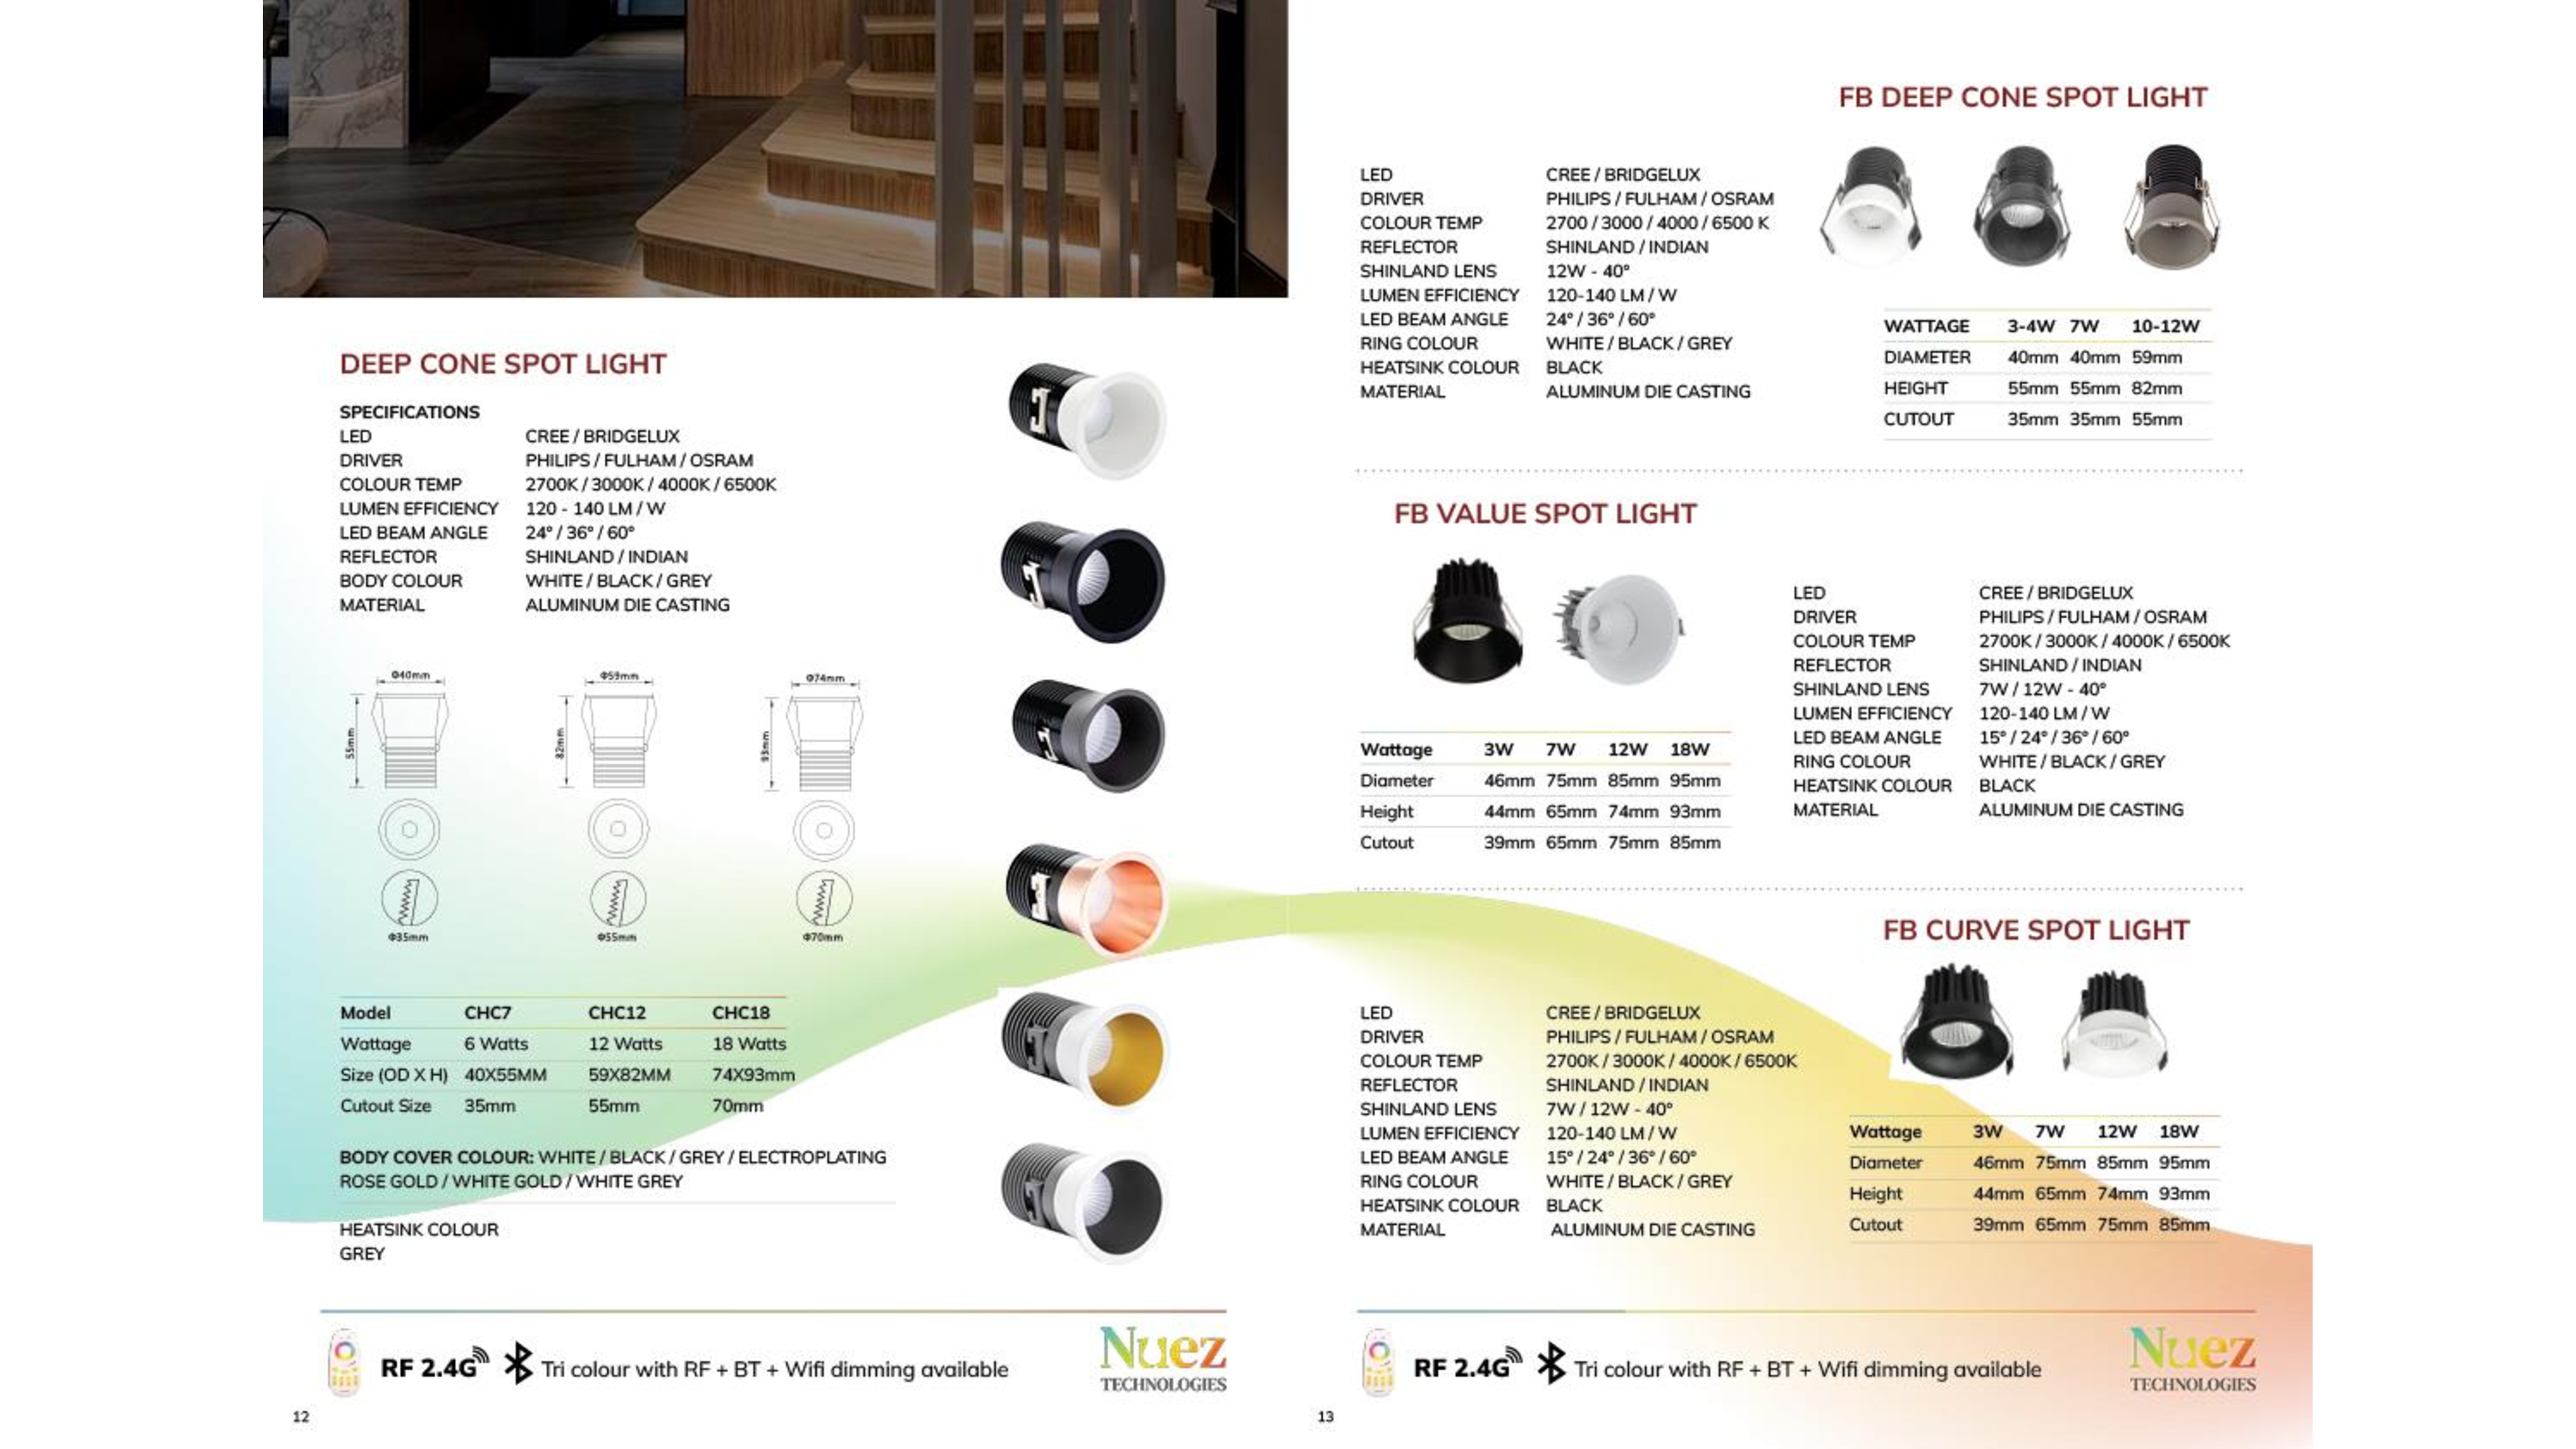 DEEP CONE SPOT LIGHT
SPECIFICATIONS
LED CREE / BRIDGELUX
DRIVER PHILIPS / FULHAM / OSRAM
COLOUR TEMP 2700K / 3000K / 4000K / 6500K
LUMEN EFFICIENCY 120 - 140 LM / W
LED BEAM ANGLE 24° / 36° / 60°
REFLECTOR SHINLAND / INDIAN
BODY COLOUR WHITE / BLACK / GREY
MATERIAL ALUMINUM DIE CASTING
Φ40mm Φ59mm Φ74mm
55mm 82mm 93mm
Φ35mm Φ55mm Φ70mm
Model CHC7 CHC12 CHC18
Wattage 6 Watts 12 Watts 18 Watts
Size (OD X H) 40X55MM 59X82MM 74X93mm
Cutout Size 35mm 55mm 70mm
BODY COVER COLOUR: WHITE / BLACK / GREY / ELECTROPLATING
ROSE GOLD / WHITE GOLD / WHITE GREY
HEATSINK COLOUR
GREY
RF 2.4G Tri colour with RF + BT + Wifi dimming available
Nuez
TECHNOLOGIES
12
FB DEEP CONE SPOT LIGHT
LED CREE / BRIDGELUX
DRIVER PHILIPS / FULHAM / OSRAM
COLOUR TEMP 2700 / 3000 / 4000 / 6500 K
REFLECTOR SHINLAND / INDIAN
SHINLAND LENS 12W - 40°
LUMEN EFFICIENCY 120-140 LM / W
LED BEAM ANGLE 24° / 36° / 60°
RING COLOUR WHITE / BLACK / GREY
HEATSINK COLOUR BLACK
MATERIAL ALUMINUM DIE CASTING
WATTAGE 3-4W 7W 10-12W
DIAMETER 40mm 40mm 59mm
HEIGHT 55mm 55mm 82mm
CUTOUT 35mm 35mm 55mm
FB VALUE SPOT LIGHT
Wattage 3W 7W 12W 18W
Diameter 46mm 75mm 85mm 95mm
Height 44mm 65mm 74mm 93mm
Cutout 39mm 65mm 75mm 85mm
LED CREE / BRIDGELUX
DRIVER PHILIPS / FULHAM / OSRAM
COLOUR TEMP 2700K / 3000K / 4000K / 6500K
REFLECTOR SHINLAND / INDIAN
SHINLAND LENS 7W / 12W - 40°
LUMEN EFFICIENCY 120-140 LM / W
LED BEAM ANGLE 15° / 24° / 36° / 60°
RING COLOUR WHITE / BLACK / GREY
HEATSINK COLOUR BLACK
MATERIAL ALUMINUM DIE CASTING
FB CURVE SPOT LIGHT
LED CREE / BRIDGELUX
DRIVER PHILIPS / FULHAM / OSRAM
COLOUR TEMP 2700K / 3000K / 4000K / 6500K
REFLECTOR SHINLAND / INDIAN
SHINLAND LENS 7W / 12W - 40°
LUMEN EFFICIENCY 120-140 LM / W
LED BEAM ANGLE 15° / 24° / 36° / 60°
RING COLOUR WHITE / BLACK / GREY
HEATSINK COLOUR BLACK
MATERIAL ALUMINUM DIE CASTING
Wattage 3W 7W 12W 18W
Diameter 46mm 75mm 85mm 95mm
Height 44mm 65mm 74mm 93mm
Cutout 39mm 65mm 75mm 85mm
RF 2.4G Tri colour with RF + BT + Wifi dimming available
Nuez
TECHNOLOGIES
13